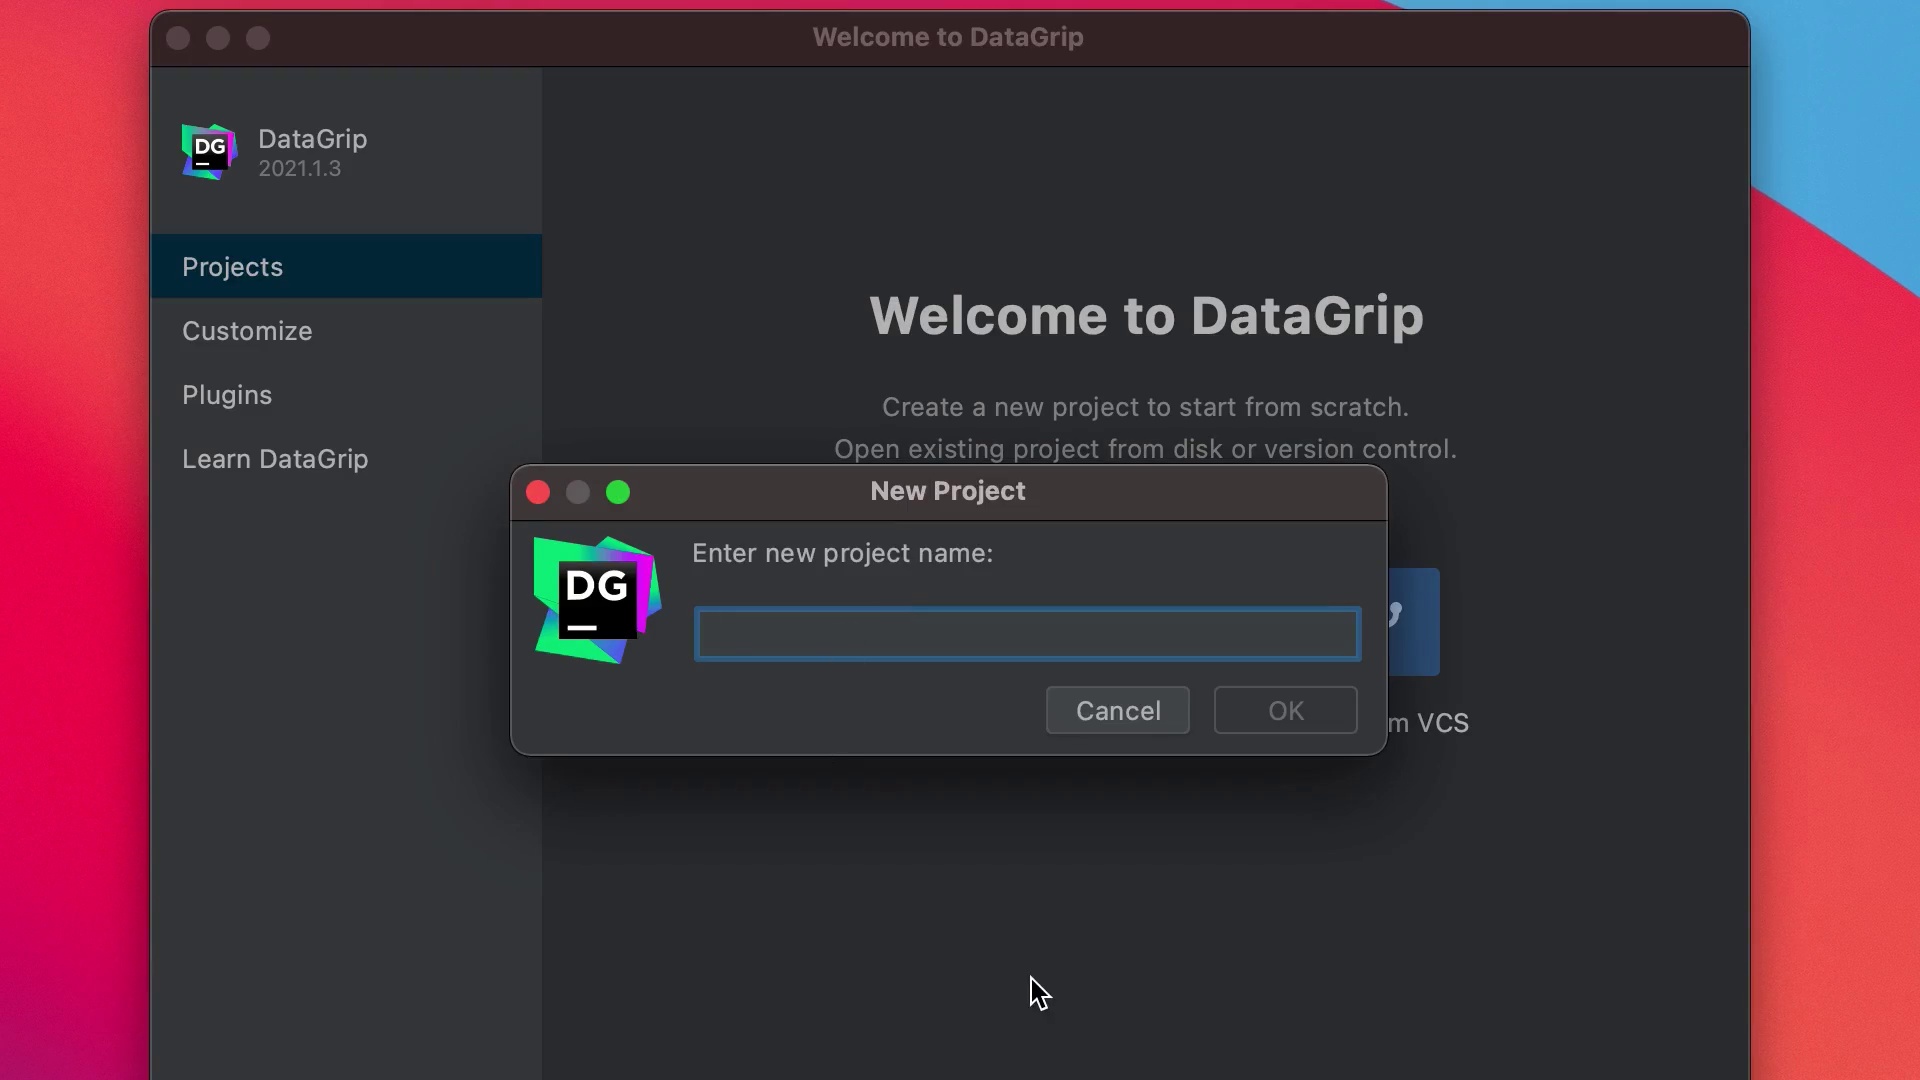 Welcome to DataGrip
DG
DataGrip
2021.1.3
Projects
Customize
Plugins
Learn DataGrip
Welcome to DataGrip
Create a new project to start from scratch.
Open existing project from disk or version control.
New Project
DG
Enter new project name:
Cancel
OK
m VCS